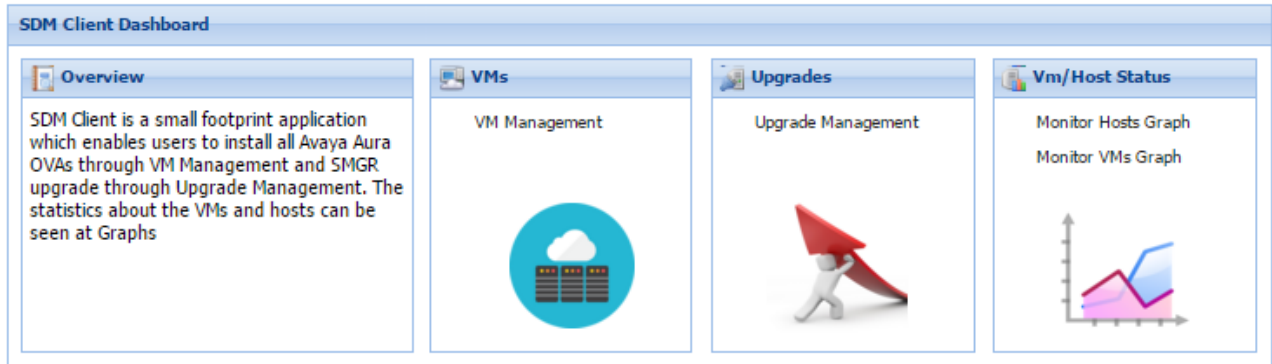 SDM Client Dashboard
Overview
SDM Client is a small footprint application
which enables users to install all Avaya Aura
OVAs through VM Management and SMGR
upgrade through Upgrade Management. The
statistics about the VMs and hosts can be
seen at Graphs
VMs
VM Management
Upgrades
Upgrade Management
Vm/Host Status
Monitor Hosts Graph
Monitor VMs Graph